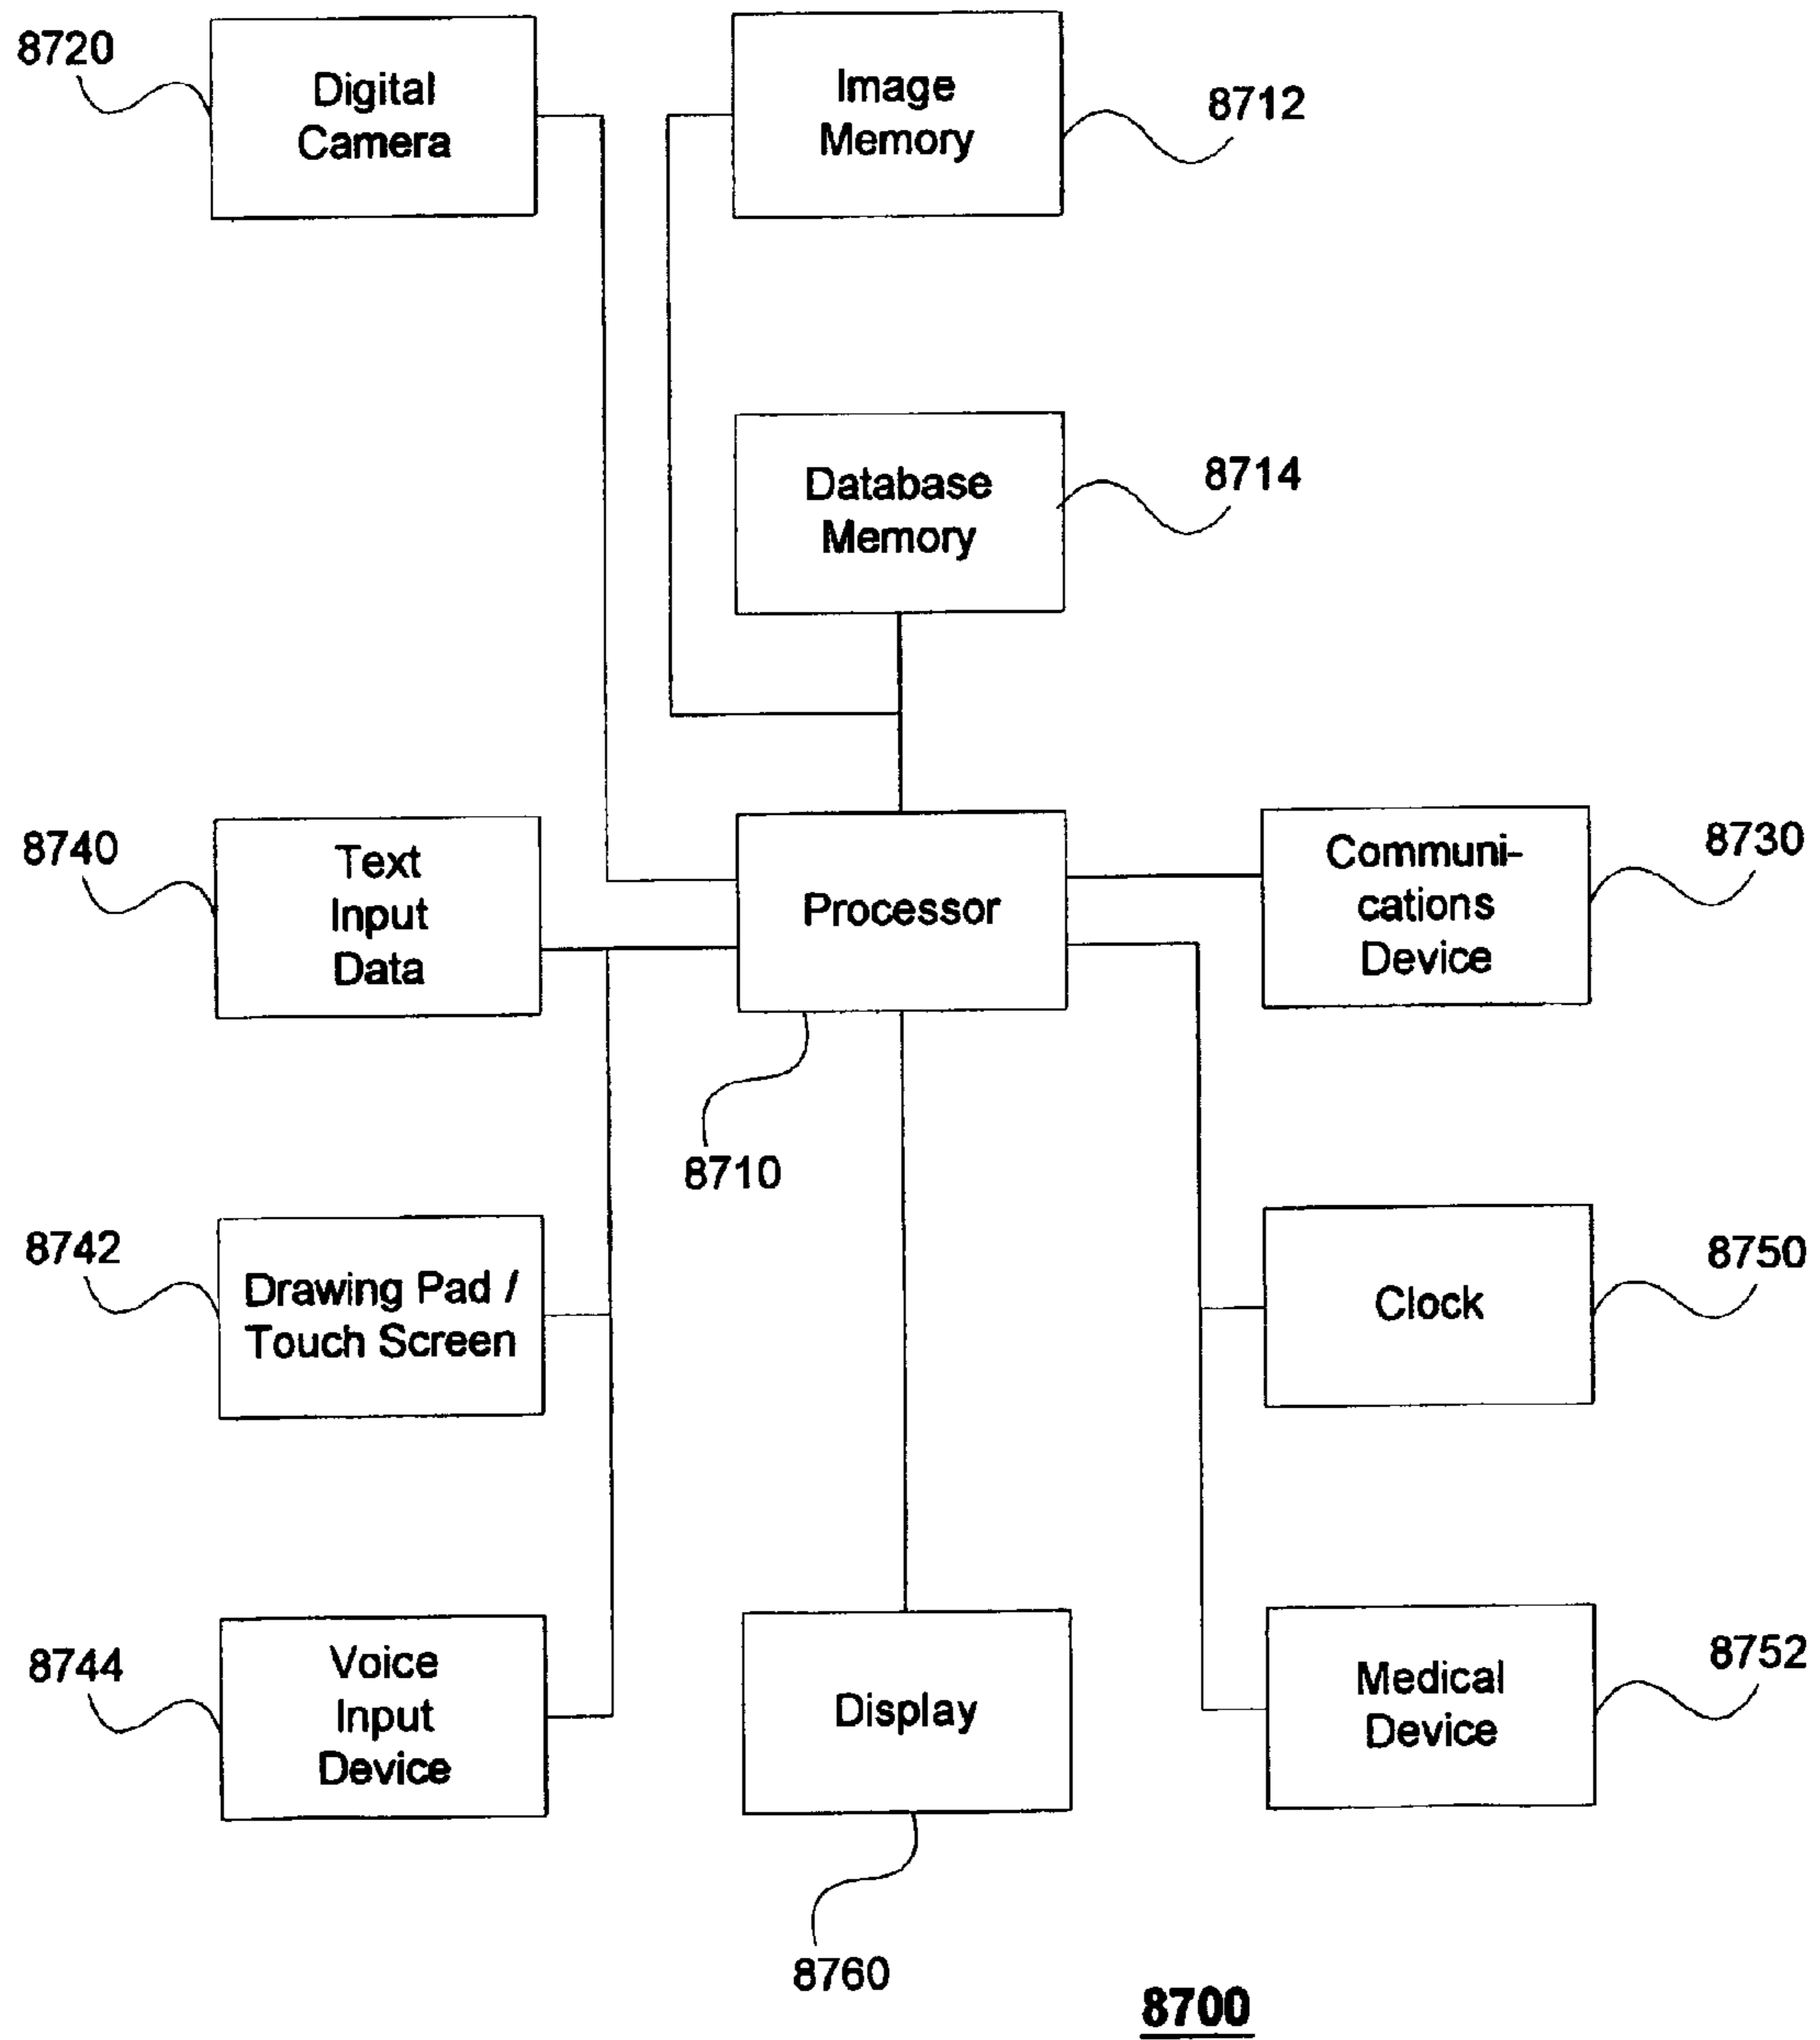 8720
Digital
Camera
Image
Memory
8712
Database
Memory
8714
8740
Text
Input
Data
Processor
8710
Communi-
cations
Device
8730
8742
Drawing Pad /
Touch Screen
Clock
8750
8744
Voice
Input
Device
Display
8760
Medical
Device
8752
8700